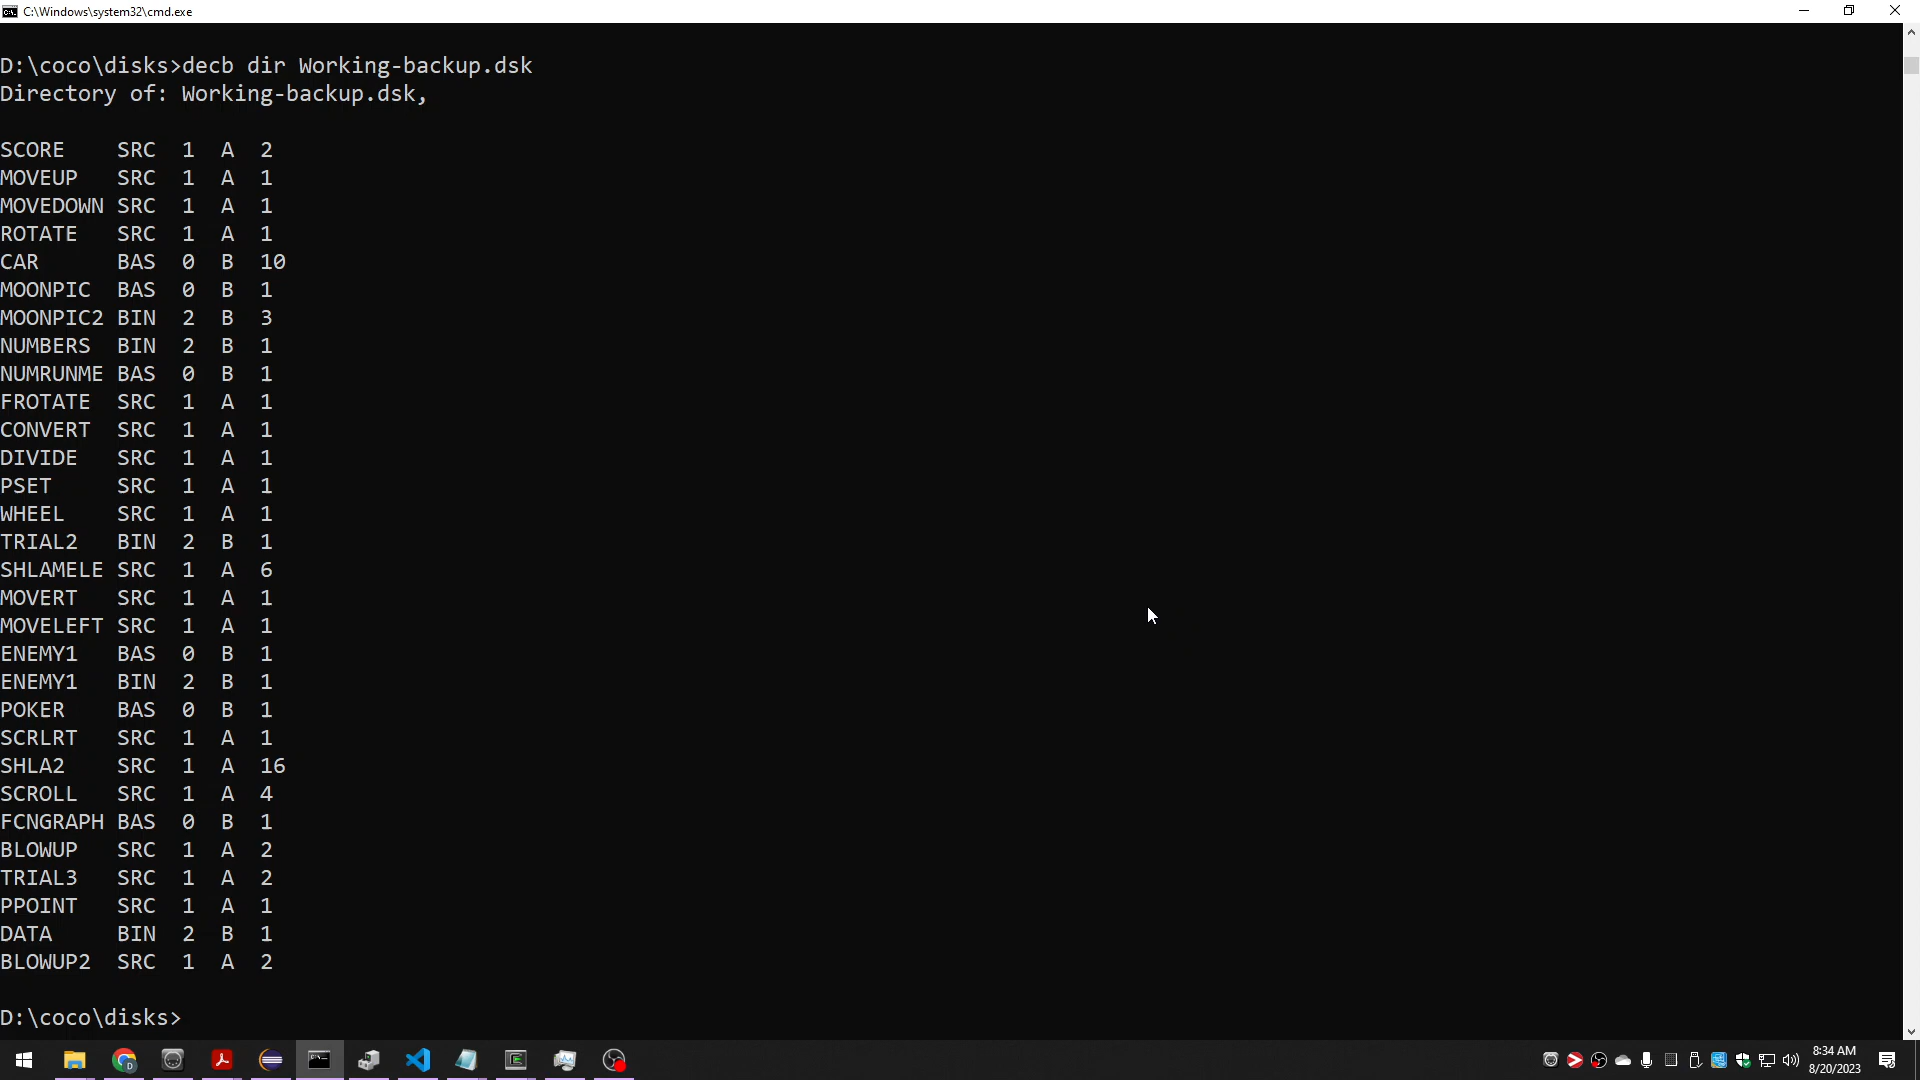 C:\Windows\system32\cmd.exe
D:\coco\disks>decb dir Working-backup.dsk
Directory of: Working-backup.dsk,
SCORE    SRC  1  A  2
MOVEUP   SRC  1  A  1
MOVEDOWN SRC  1  A  1
ROTATE   SRC  1  A  1
CAR      BAS  0  B  10
MOONPIC  BAS  0  B  1
MOONPIC2 BIN  2  B  3
NUMBERS  BIN  2  B  1
NUMRUNME BAS  0  B  1
FROTATE  SRC  1  A  1
CONVERT  SRC  1  A  1
DIVIDE   SRC  1  A  1
PSET     SRC  1  A  1
WHEEL    SRC  1  A  1
TRIAL2   BIN  2  B  1
SHLAMELE SRC  1  A  6
MOVERT   SRC  1  A  1
MOVELEFT SRC  1  A  1
ENEMY1   BAS  0  B  1
ENEMY1   BIN  2  B  1
POKER    BAS  0  B  1
SCRLRT   SRC  1  A  1
SHLA2    SRC  1  A  16
SCROLL   SRC  1  A  4
FCNGRAPH BAS  0  B  1
BLOWUP   SRC  1  A  2
TRIAL3   SRC  1  A  2
PPOINT   SRC  1  A  1
DATA     BIN  2  B  1
BLOWUP2  SRC  1  A  2
D:\coco\disks>
8:34 AM
8/20/2023